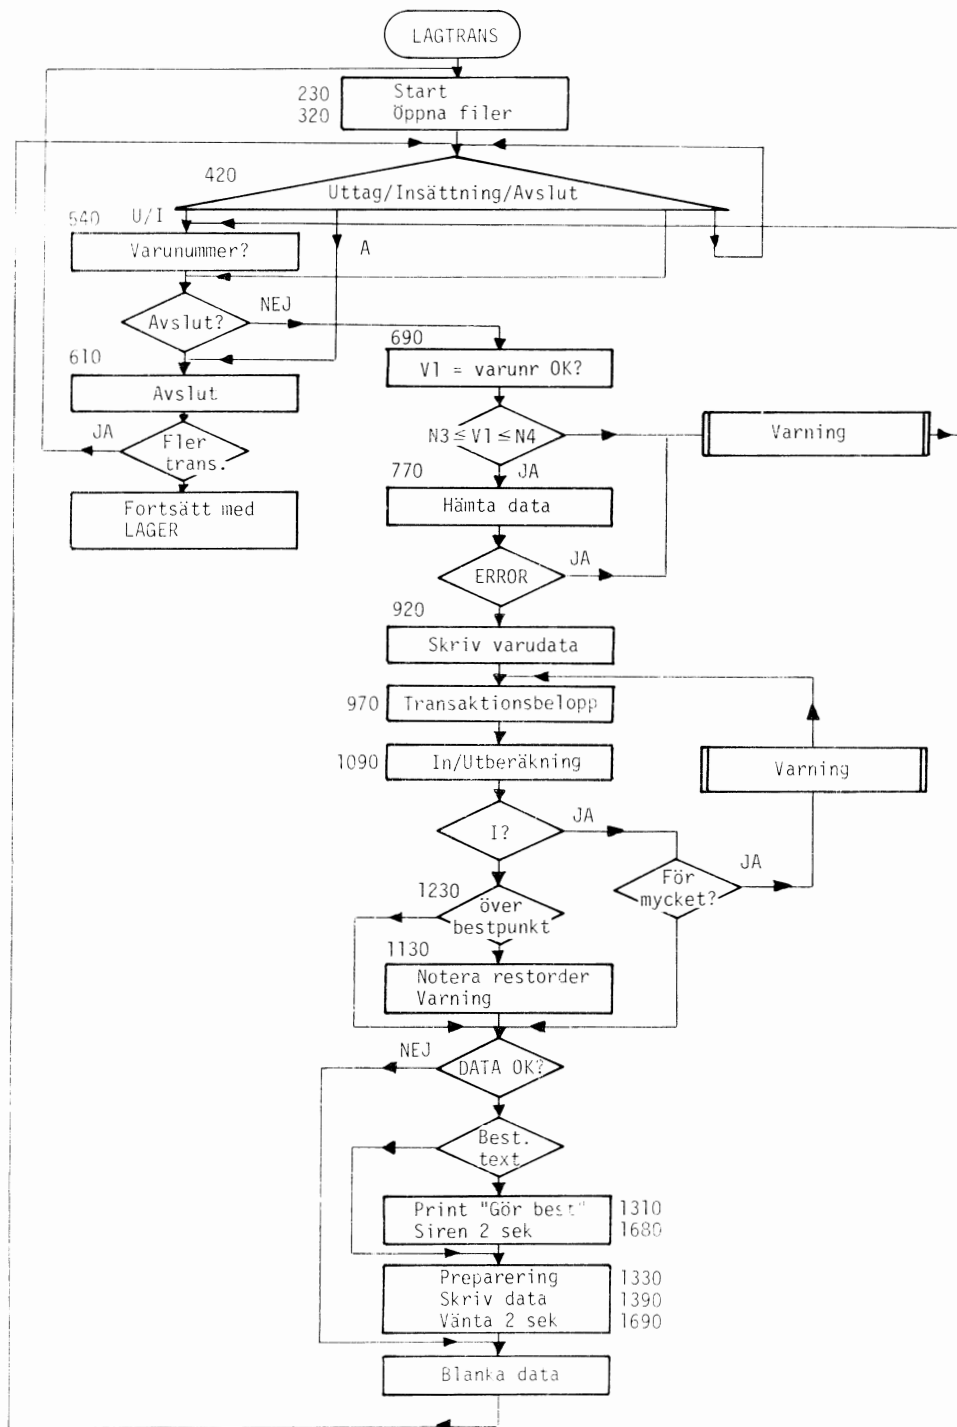 LAGTRANS
230 Start
320 Öppna filer
420
Uttag/Insättning/Avslut
540 U/I
A
Varunummer?
NEJ
Avslut?
610
690
V1 = varunr OK?
Avslut
JA
Fler
trans.
N3≤V1≤N4
Varning
770 JA
Fortsätt med
LAGER
Hämta data
JA
ERROR
920
Skriv varudata
970 Transaktionsbelopp
1090 In/Utberäkning
Varning
JA
I?
JA
För
mycket?
1230
över
bestpunkt
1130
Notera restorder
Varning
NEJ
DATA OK?
Best.
text
Print "Gör best" 1310
Siren 2 sek 1680
Preparering 1330
Skriv data 1390
Vänta 2 sek 1690
Blanka data